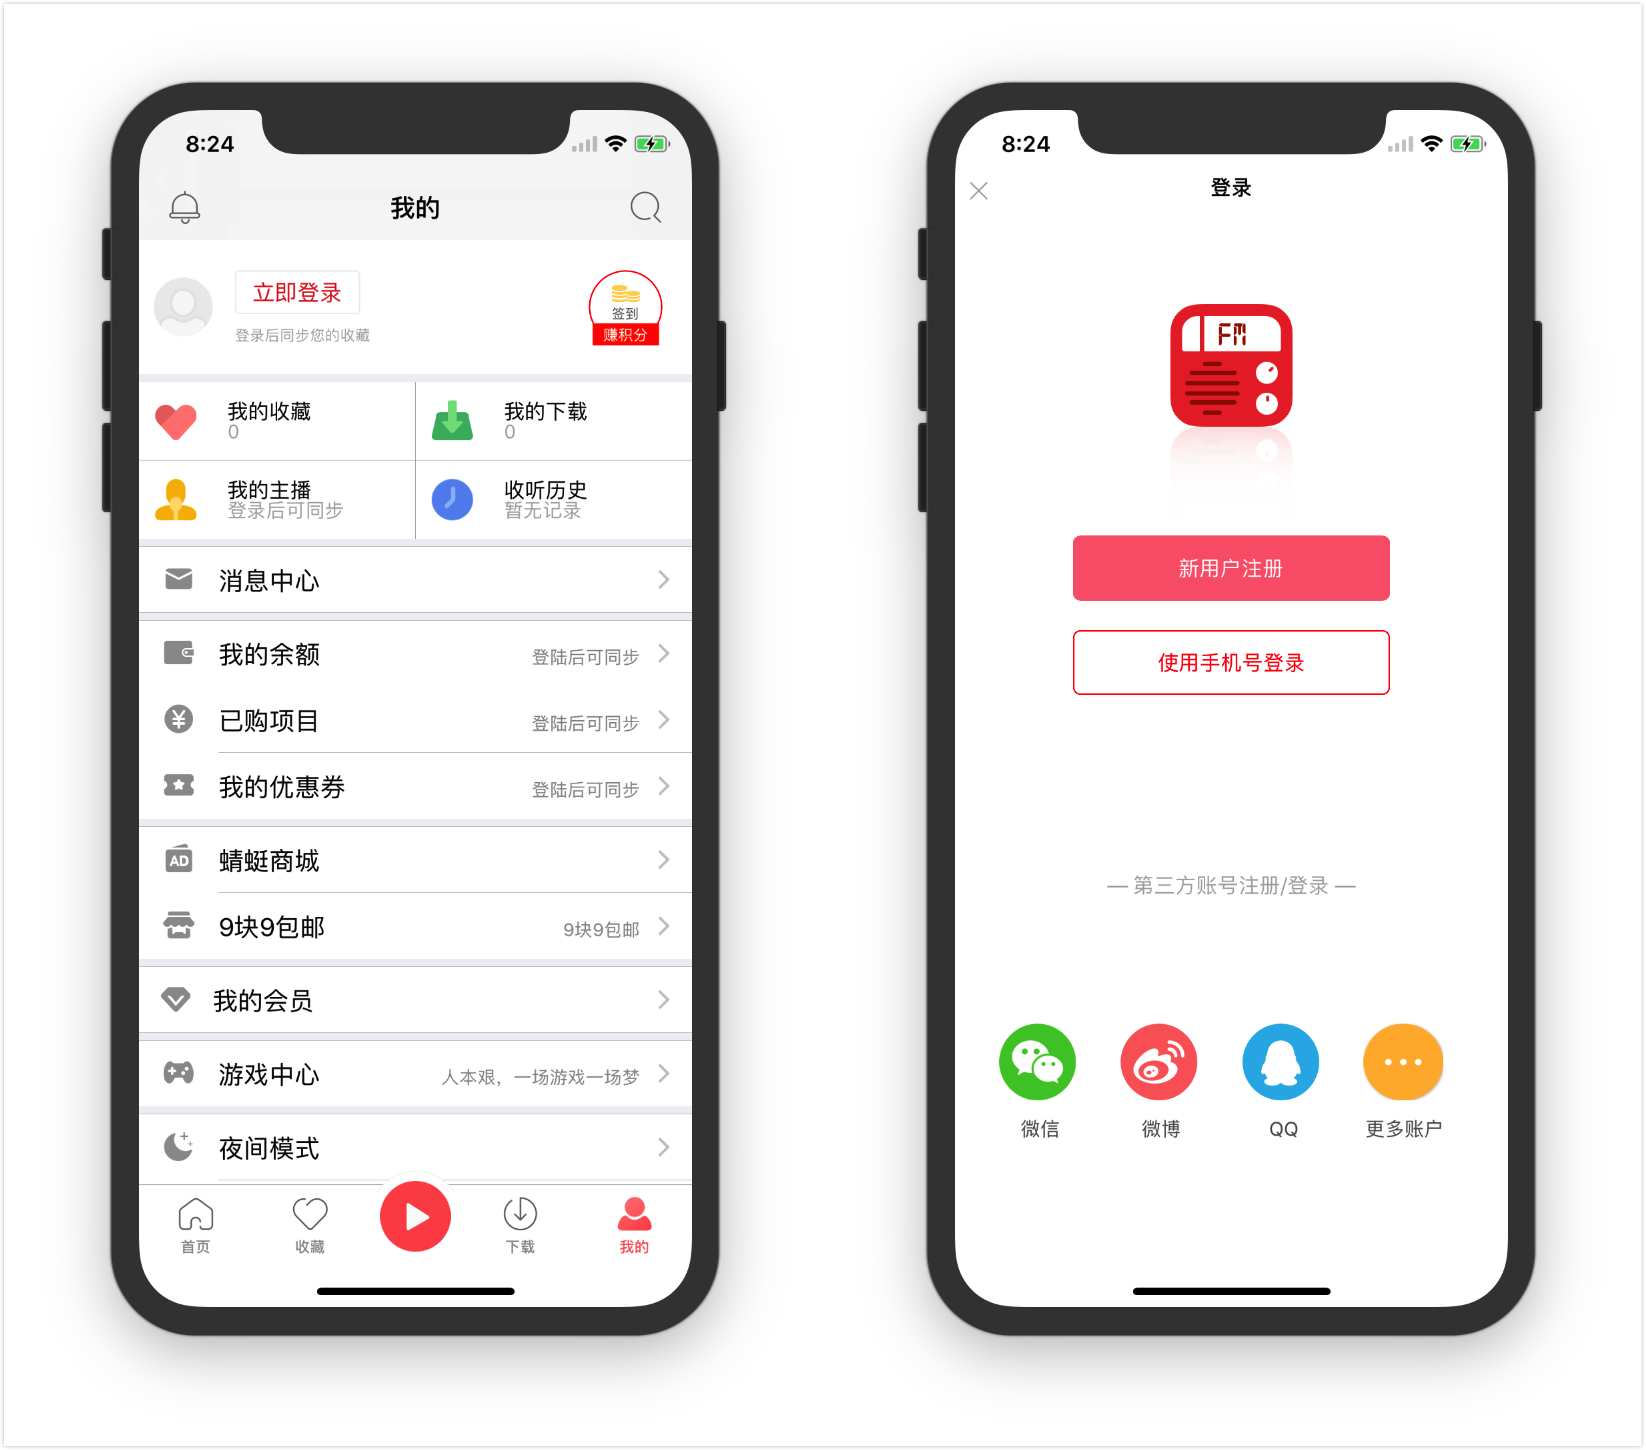 8:24
我的
立即登录
登录后同步您的收藏
签到
赚积分
我的收藏
0
我的下载
0
我的主播
登录后可同步
收听历史
暂无记录
消息中心
我的余额
登陆后可同步
已购项目
登陆后可同步
我的优惠券
登陆后可同步
AD
蜻蜓商城
9块9包邮
9块9包邮
我的会员
游戏中心
人本艰，一场游戏一场梦
夜间模式
首页
收藏
下载
我的
8:24
登录
FM
新用户注册
使用手机号登录
— 第三方账号注册/登录 —
微信
微博
QQ
更多账户